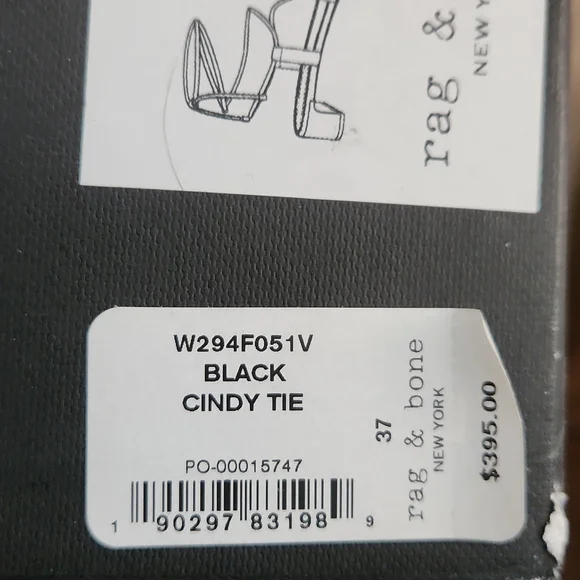 rag &
NEW Y
W294F051V
BLACK
CINDY TIE
PO-00015747
1 90297 83198 9
37
rag & bone
NEW YORK
$395.00